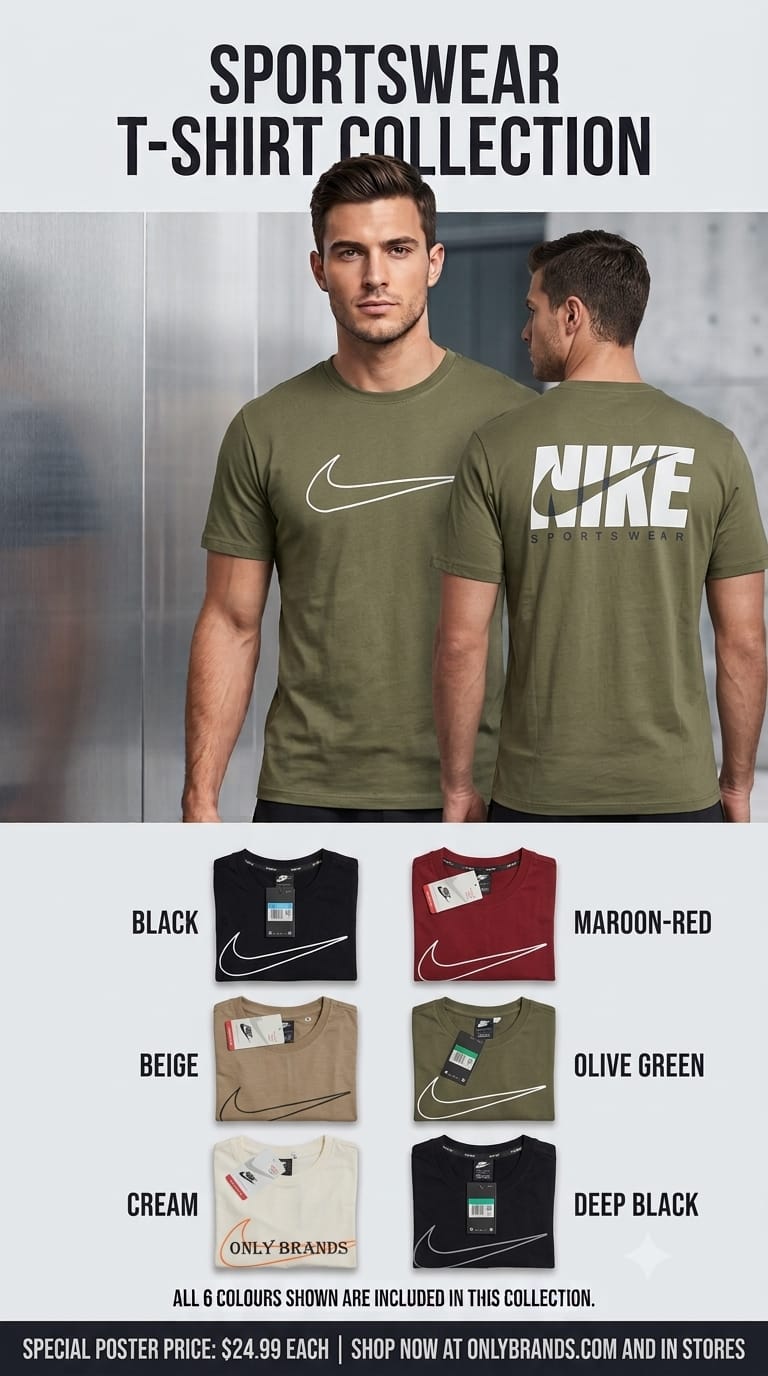 SPORTSWEAR
T-SHIRT COLLECTION
NIKE
SPORTSWEAR
BLACK
MAROON-RED
BEIGE
OLIVE GREEN
CREAM
DEEP BLACK
ONLY BRANDS
ALL 6 COLOURS SHOWN ARE INCLUDED IN THIS COLLECTION.
SPECIAL POSTER PRICE: $24.99 EACH | SHOP NOW AT ONLYBRANDS.COM AND IN STORES